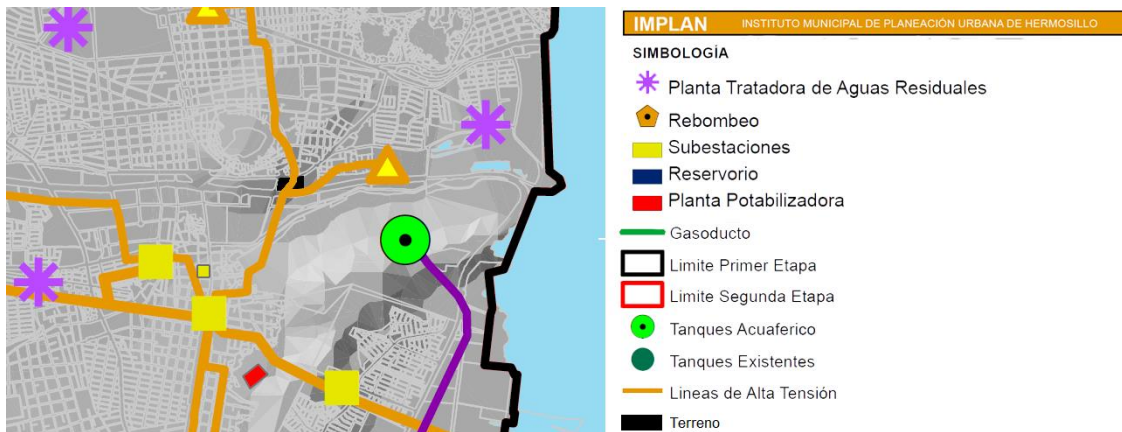 IMPLAN INSTITUTO MUNICIPAL DE PLANEACIÓN URBANA DE HERMOSILLO
SIMBOLOGÍA
Planta Tratadora de Aguas Residuales
Rebombeo
Subestaciones
Reservorio
Planta Potabilizadora
Gasoducto
Limite Primer Etapa
Limite Segunda Etapa
Tanques Acuaferico
Tanques Existentes
Lineas de Alta Tensión
Terreno